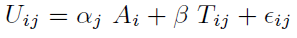 U_{ij} = α_j A_i + β T_{ij} + ϵ_{ij}